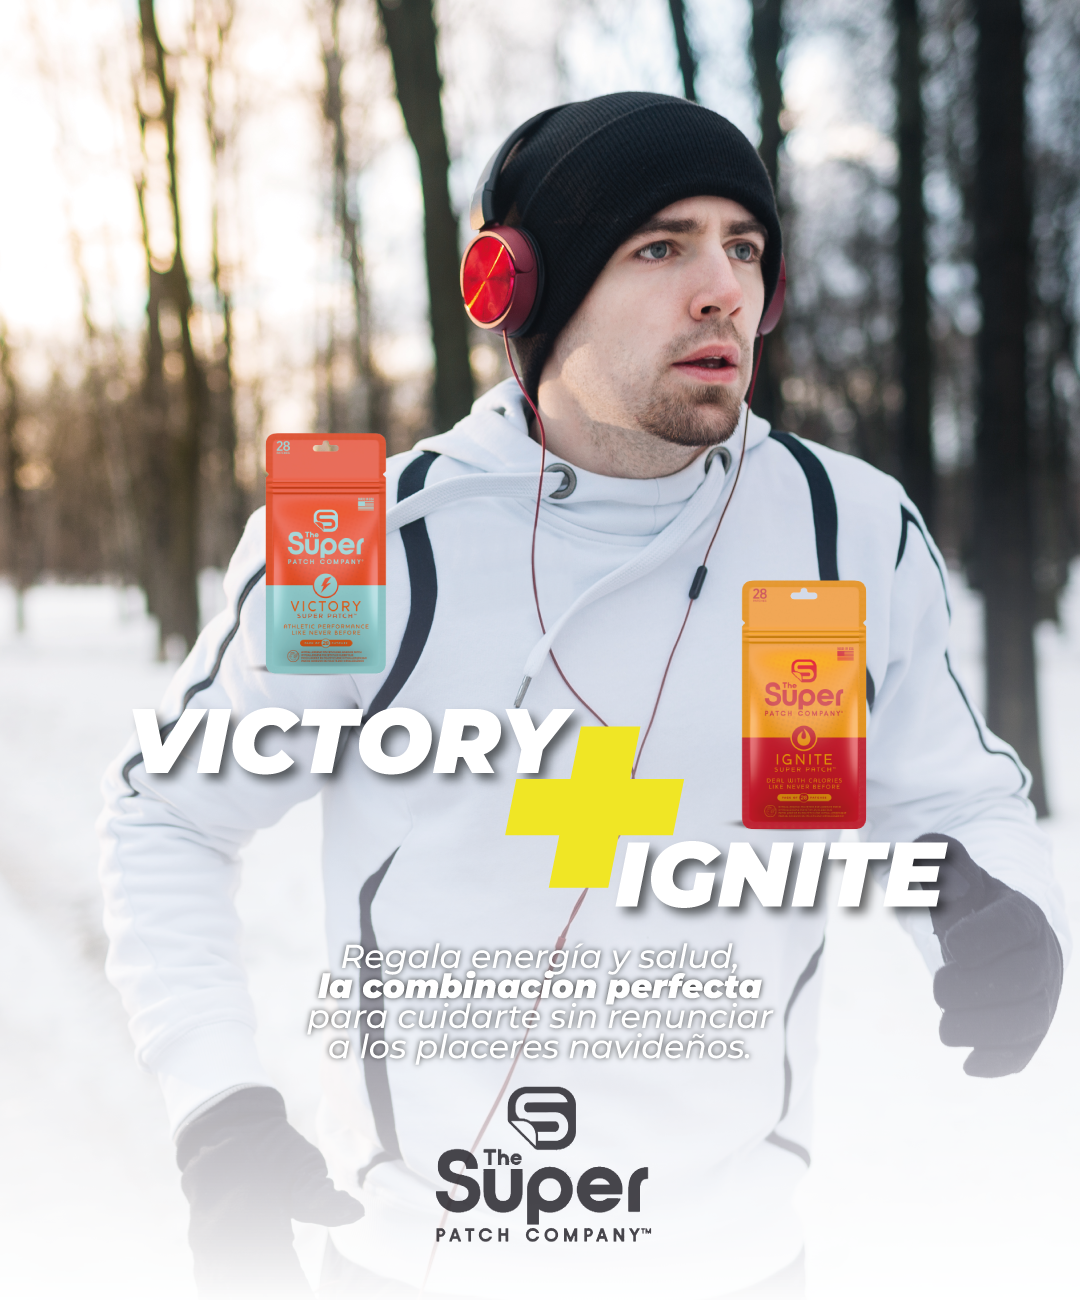 28
The
Super
PATCH COMPANY
VICTORY
SUPER PATCH™
ATHLETIC PERFORMANCE
LIKE NEVER BEFORE
28
The
Super
PATCH COMPANY
IGNITE
SUPER PATCH™
DEAL WITH CALORIES
LIKE NEVER BEFORE
VICTORY
+
IGNITE
Regala energía y salud,
la combinacion perfecta
para cuidarte sin renunciar
a los placeres navideños.
The
Super
PATCH COMPANY™